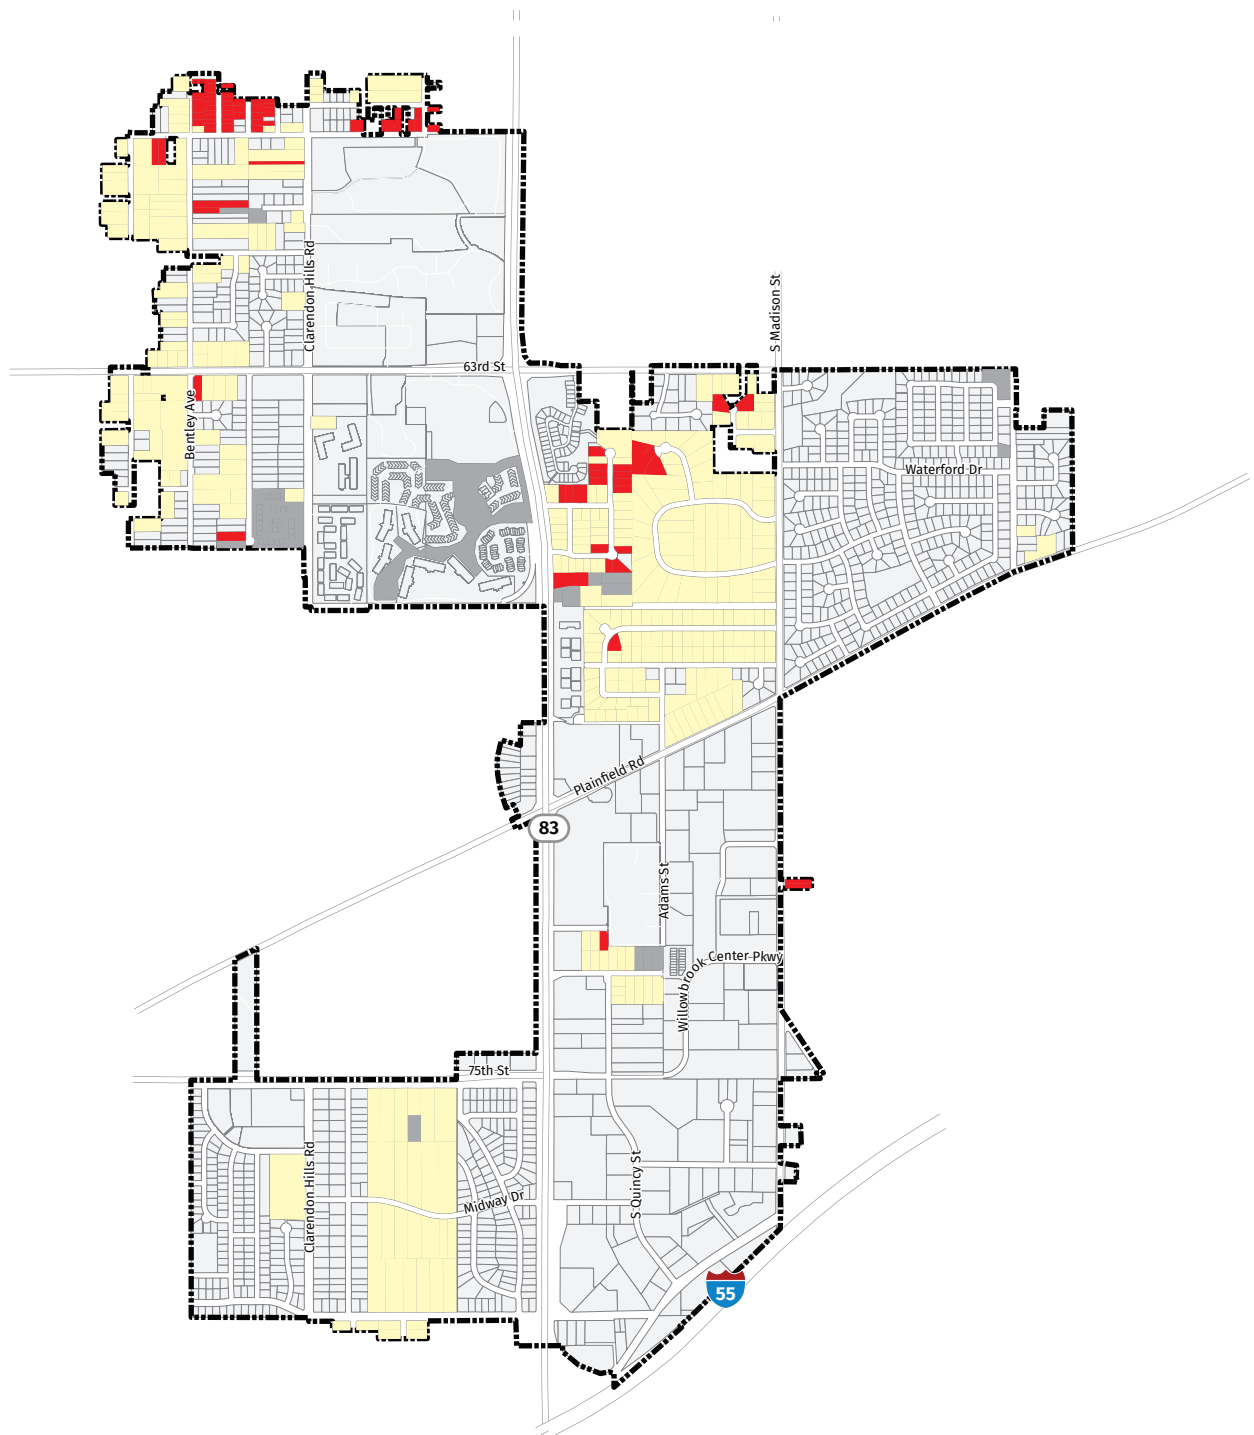 Clarendon Hills Rd
S Madison St
63rd St
Bentley Ave
Waterford Dr
Plainfield Rd
83
Adams St
Willowbrook Center Pkwy
75th St
Clarendon Hills Rd
S Quincy St
Midway Dr
55